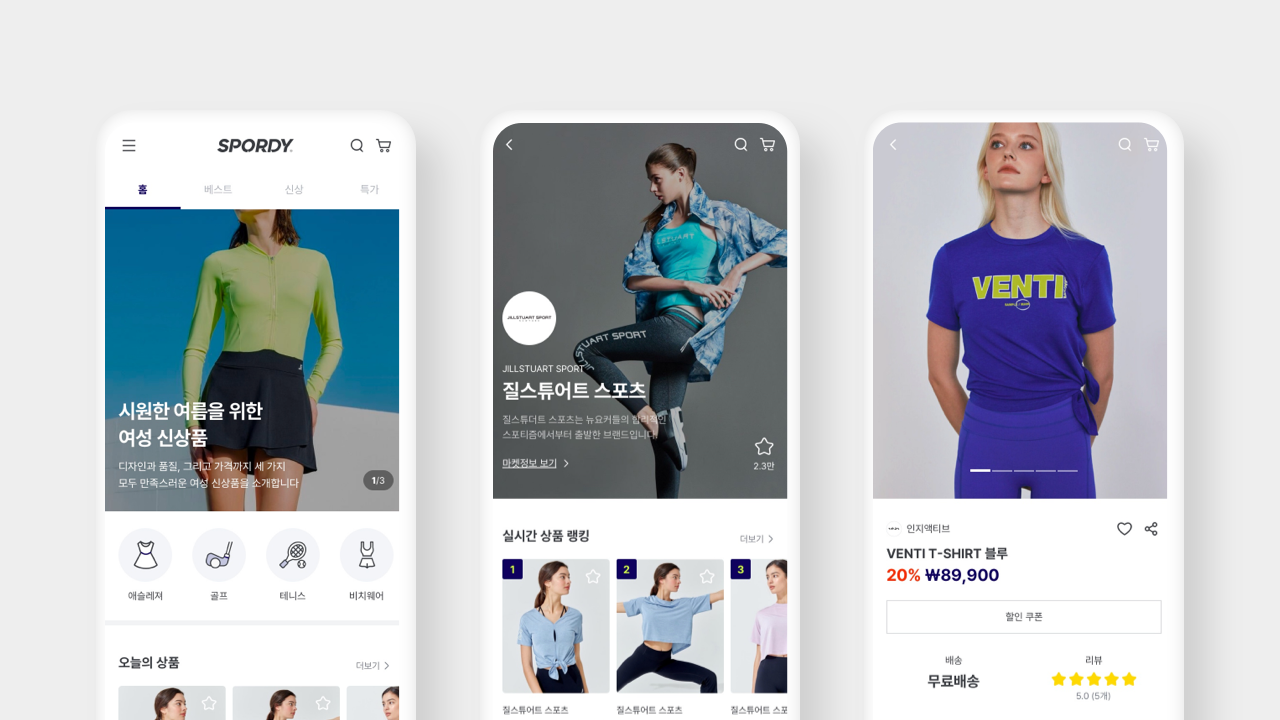 SPORDY
홈
베스트
신상
특가
시원한 여름을 위한
여성 신상품
디자인과 품질, 그리고 가격까지 세 가지
모두 만족스러운 여성 신상품을 소개합니다
1/3
애슬레져
골프
테니스
비치웨어
오늘의 상품
더보기
JILLSTUART
JILLSTUART SPORT
JILLSTUART SPORT
JILLSTUART SPORT
질스튜어트 스포츠
질스튜더트 스포츠는 뉴요커들의 합리적인
스포티즘에서부터 출발한 브랜드입니다.
마켓정보 보기
2.3만
실시간 상품 랭킹
더보기
1
2
3
질스튜어트 스포츠
질스튜어트 스포츠
질스튜어트 스포츠
VENTI
인지액티브
VENTI T-SHIRT 블루
20% ₩89,900
할인 쿠폰
배송
무료배송
리뷰
5.0 (5개)